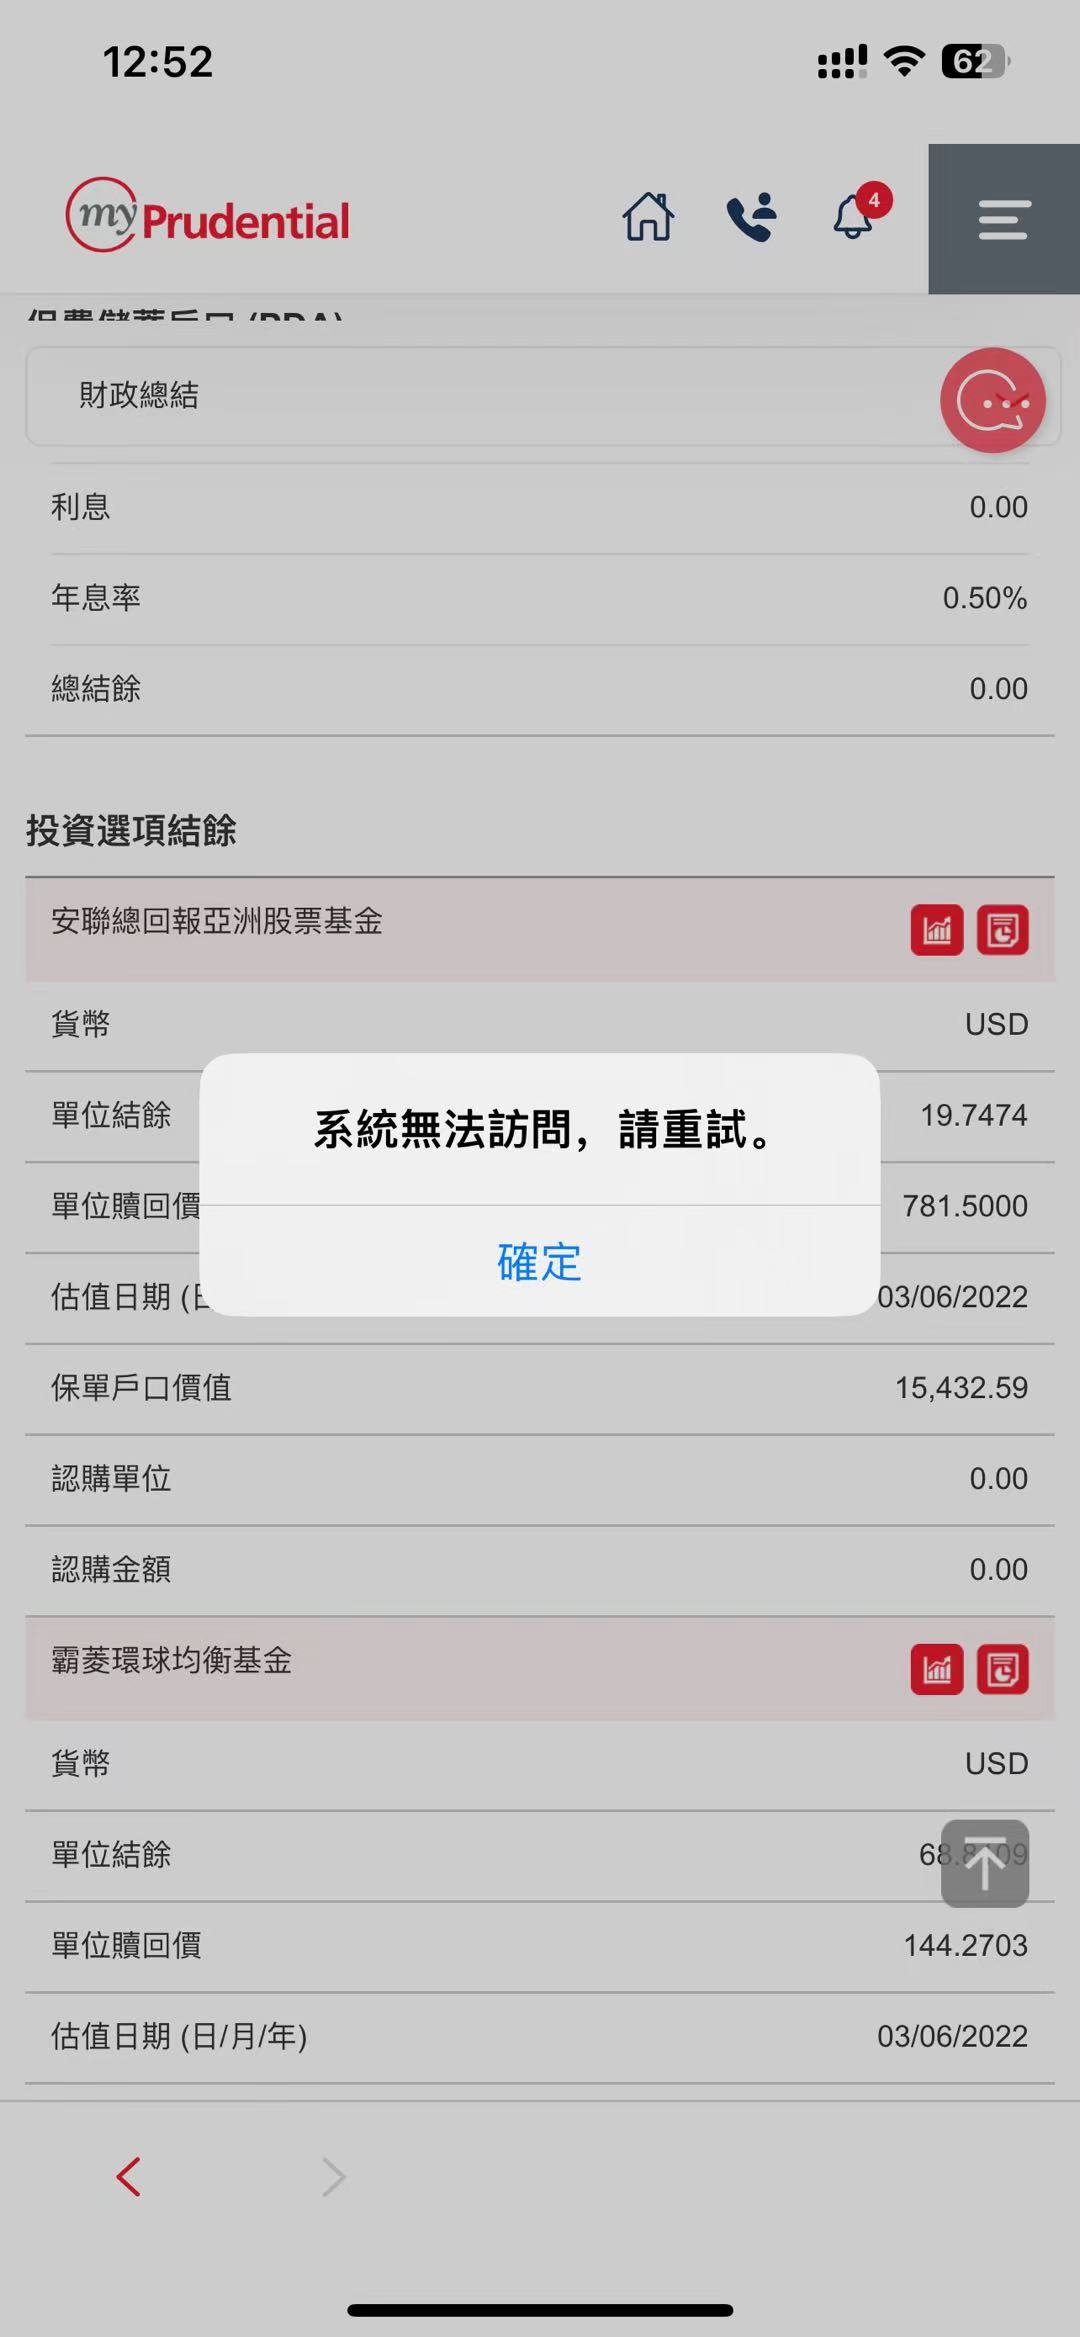 12:52
62
my Prudential
4
財政總結
利息 0.00
年息率 0.50%
總結餘 0.00
投資選項結餘
安聯總回報亞洲股票基金
貨幣 USD
單位結餘 19.7474
系統無法訪問，請重試。
單位贖回價 781.5000
確定
估值日期 (日 03/06/2022
保單戶口價值 15,432.59
認購單位 0.00
認購金額 0.00
霸菱環球均衡基金
貨幣 USD
單位結餘
單位贖回價 144.2703
估值日期 (日/月/年) 03/06/2022